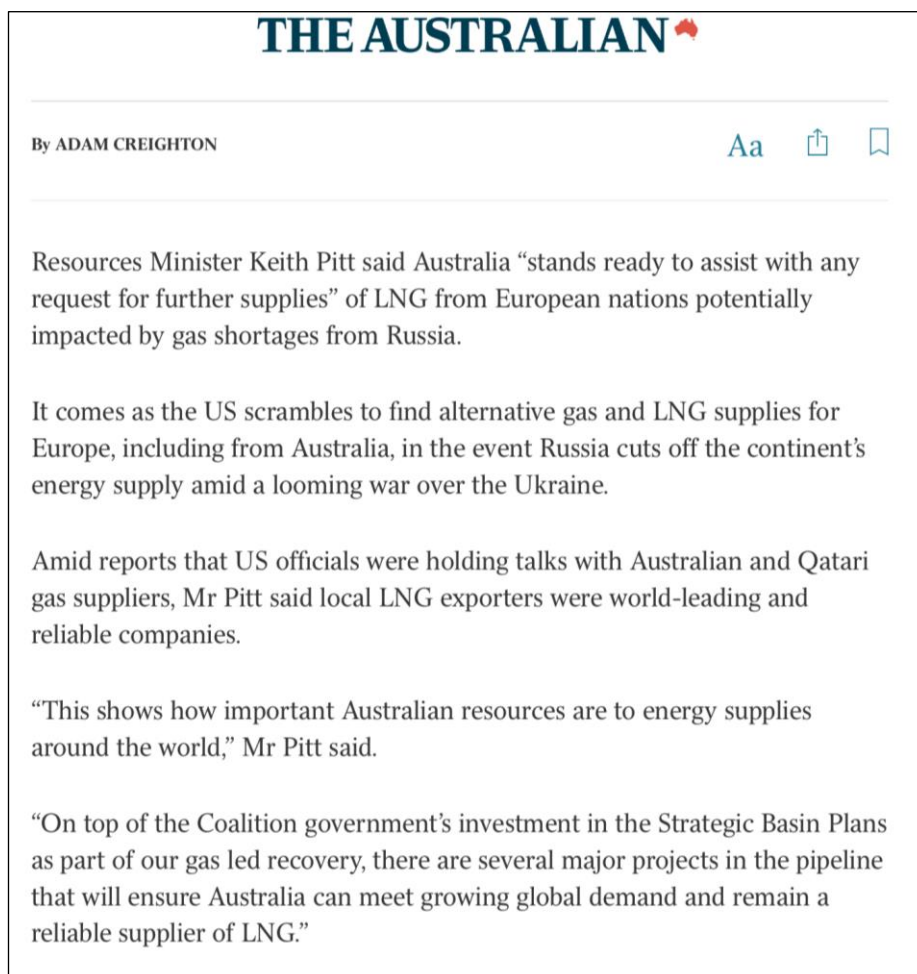 THE AUSTRALIAN
By ADAM CREIGHTON
Aa
Resources Minister Keith Pitt said Australia “stands ready to assist with any
request for further supplies” of LNG from European nations potentially
impacted by gas shortages from Russia.
It comes as the US scrambles to find alternative gas and LNG supplies for
Europe, including from Australia, in the event Russia cuts off the continent’s
energy supply amid a looming war over the Ukraine.
Amid reports that US officials were holding talks with Australian and Qatari
gas suppliers, Mr Pitt said local LNG exporters were world-leading and
reliable companies.
“This shows how important Australian resources are to energy supplies
around the world,” Mr Pitt said.
“On top of the Coalition government’s investment in the Strategic Basin Plans
as part of our gas led recovery, there are several major projects in the pipeline
that will ensure Australia can meet growing global demand and remain a
reliable supplier of LNG.”